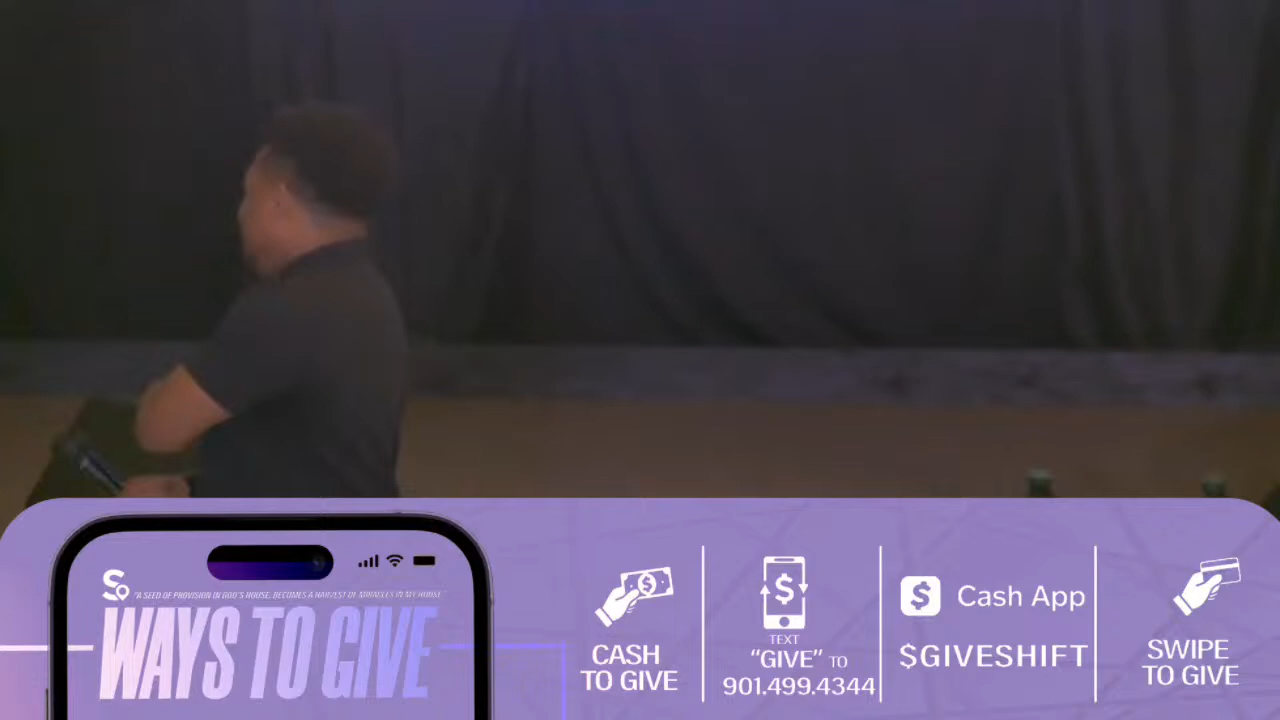 "A SEED OF PROVISION IN GOD'S HOUSE, BECOMES A HARVEST OF MIRACLES IN MY HOUSE"
WAYS TO GIVE
CASH
TO GIVE
TEXT
"GIVE" TO
901.499.4344
Cash App
$GIVESHIFT
SWIPE
TO GIVE